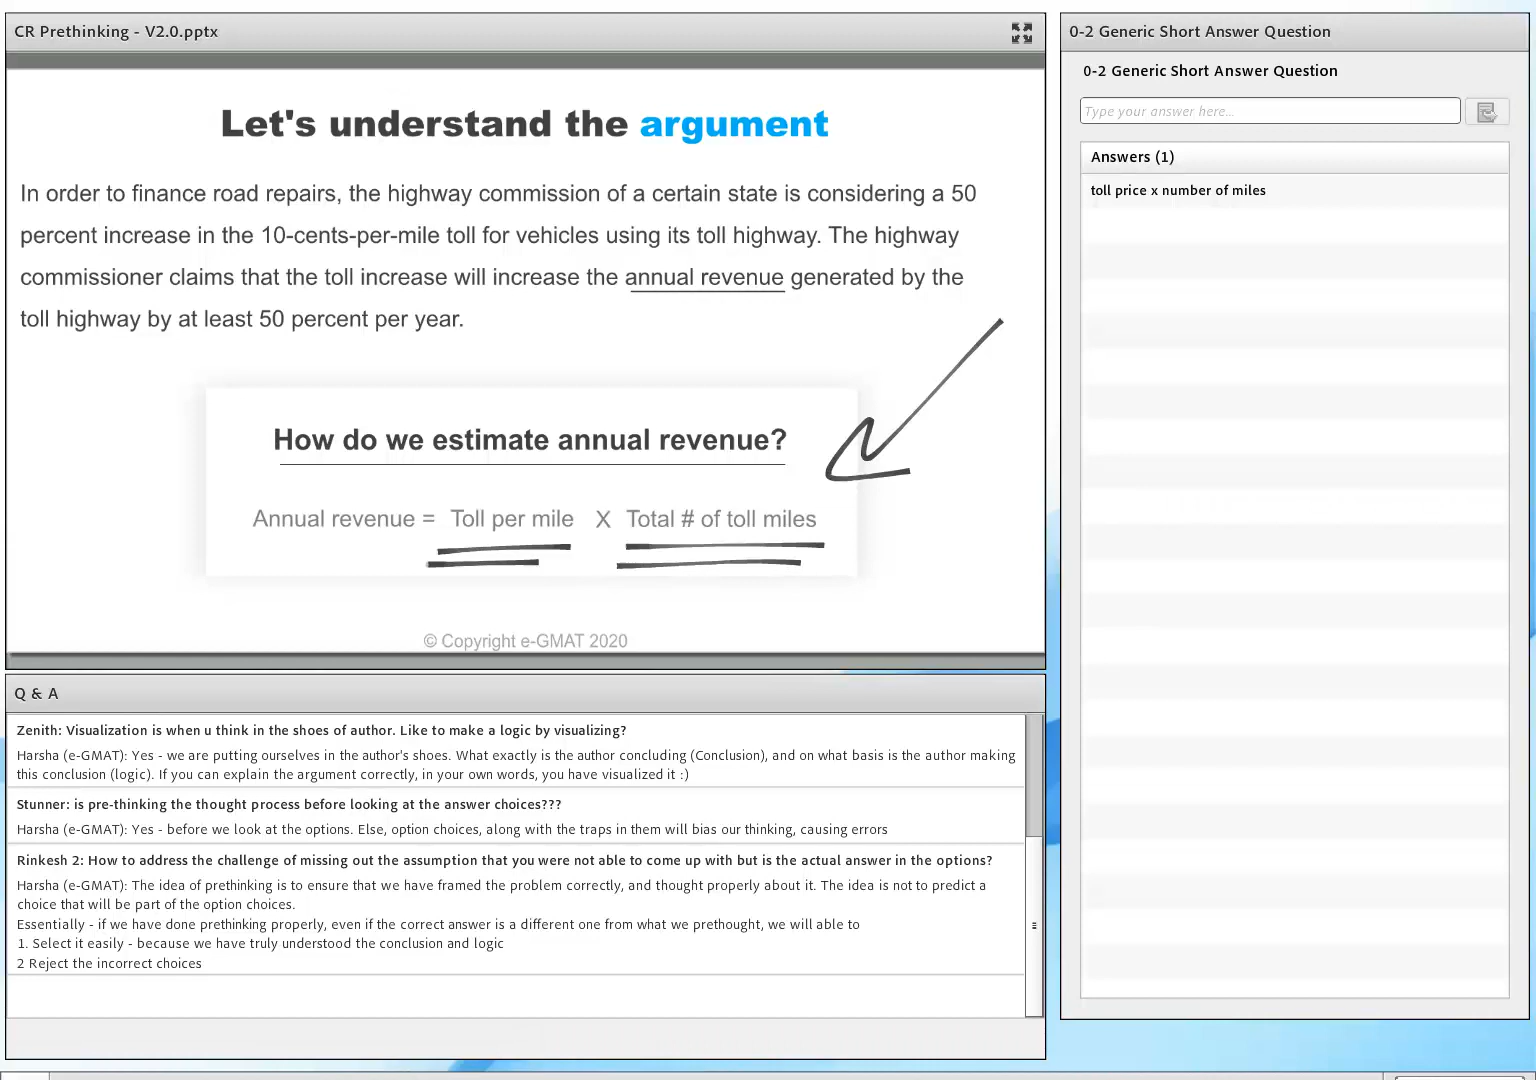 CR Prethinking - V2.0.pptx
Let's understand the argument
In order to finance road repairs, the highway commission of a certain state is considering a 50
percent increase in the 10-cents-per-mile toll for vehicles using its toll highway. The highway
commissioner claims that the toll increase will increase the annual revenue generated by the
toll highway by at least 50 percent per year.
How do we estimate annual revenue?
Annual revenue = Toll per mile X Total # of toll miles
© Copyright e-GMAT 2020
Q & A
Zenith: Visualization is when u think in the shoes of author. Like to make a logic by visualizing?
Harsha (e-GMAT): Yes - we are putting ourselves in the author's shoes. What exactly is the author concluding (Conclusion), and on what basis is the author making
this conclusion (logic). If you can explain the argument correctly, in your own words, you have visualized it :)
Stunner: is pre-thinking the thought process before looking at the answer choices???
Harsha (e-GMAT): Yes - before we look at the options. Else, option choices, along with the traps in them will bias our thinking, causing errors
Rinkesh 2: How to address the challenge of missing out the assumption that you were not able to come up with but is the actual answer in the options?
Harsha (e-GMAT): The idea of prethinking is to ensure that we have framed the problem correctly, and thought properly about it. The idea is not to predict a
choice that will be part of the option choices.
Essentially - if we have done prethinking properly, even if the correct answer is a different one from what we prethought, we will able to
1. Select it easily - because we have truly understood the conclusion and logic
2 Reject the incorrect choices
0-2 Generic Short Answer Question
0-2 Generic Short Answer Question
Type your answer here...
Answers (1)
toll price x number of miles